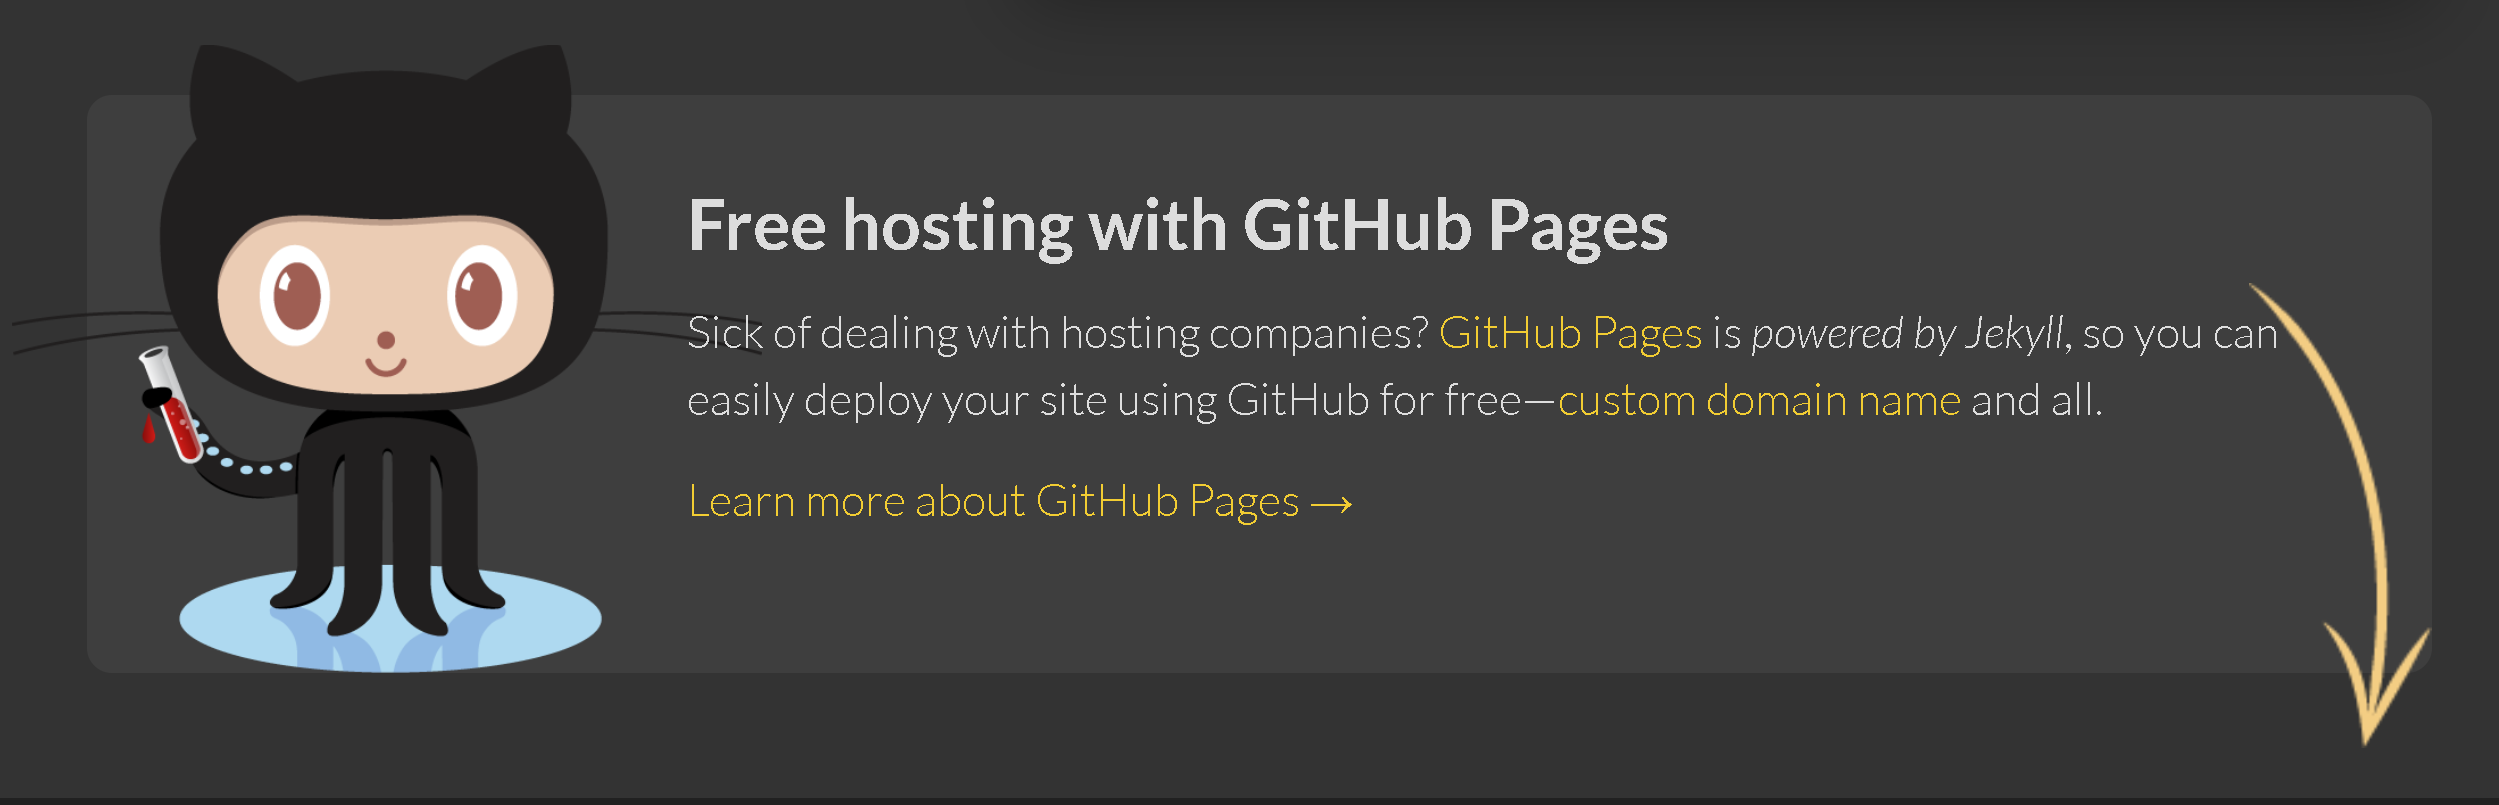 Free hosting with GitHub Pages
Sick of dealing with hosting companies? GitHub Pages is powered by Jekyll, so you can
easily deploy your site using GitHub for free—custom domain name and all.
Learn more about GitHub Pages →